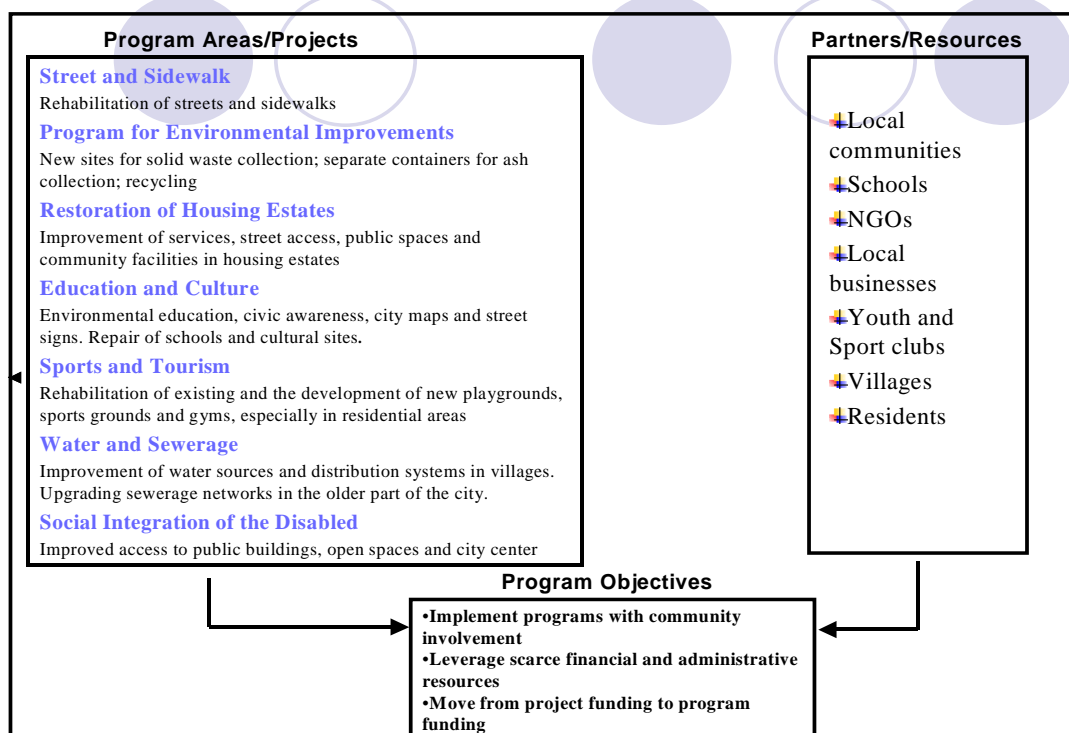 Program Areas/Projects
Street and Sidewalk
Rehabilitation of streets and sidewalks
Program for Environmental Improvements
New sites for solid waste collection; separate containers for ash
collection; recycling
Restoration of Housing Estates
Improvement of services, street access, public spaces and
community facilities in housing estates
Education and Culture
Environmental education, civic awareness, city maps and street
signs. Repair of schools and cultural sites.
Sports and Tourism
Rehabilitation of existing and the development of new playgrounds,
sports grounds and gyms, especially in residential areas
Water and Sewerage
Improvement of water sources and distribution systems in villages.
Upgrading sewerage networks in the older part of the city.
Social Integration of the Disabled
Improved access to public buildings, open spaces and city center
Partners/Resources
Local
communities
Schools
NGOs
Local
businesses
Youth and
Sport clubs
Villages
Residents
Program Objectives
•Implement programs with community
involvement
•Leverage scarce financial and administrative
resources
•Move from project funding to program
funding